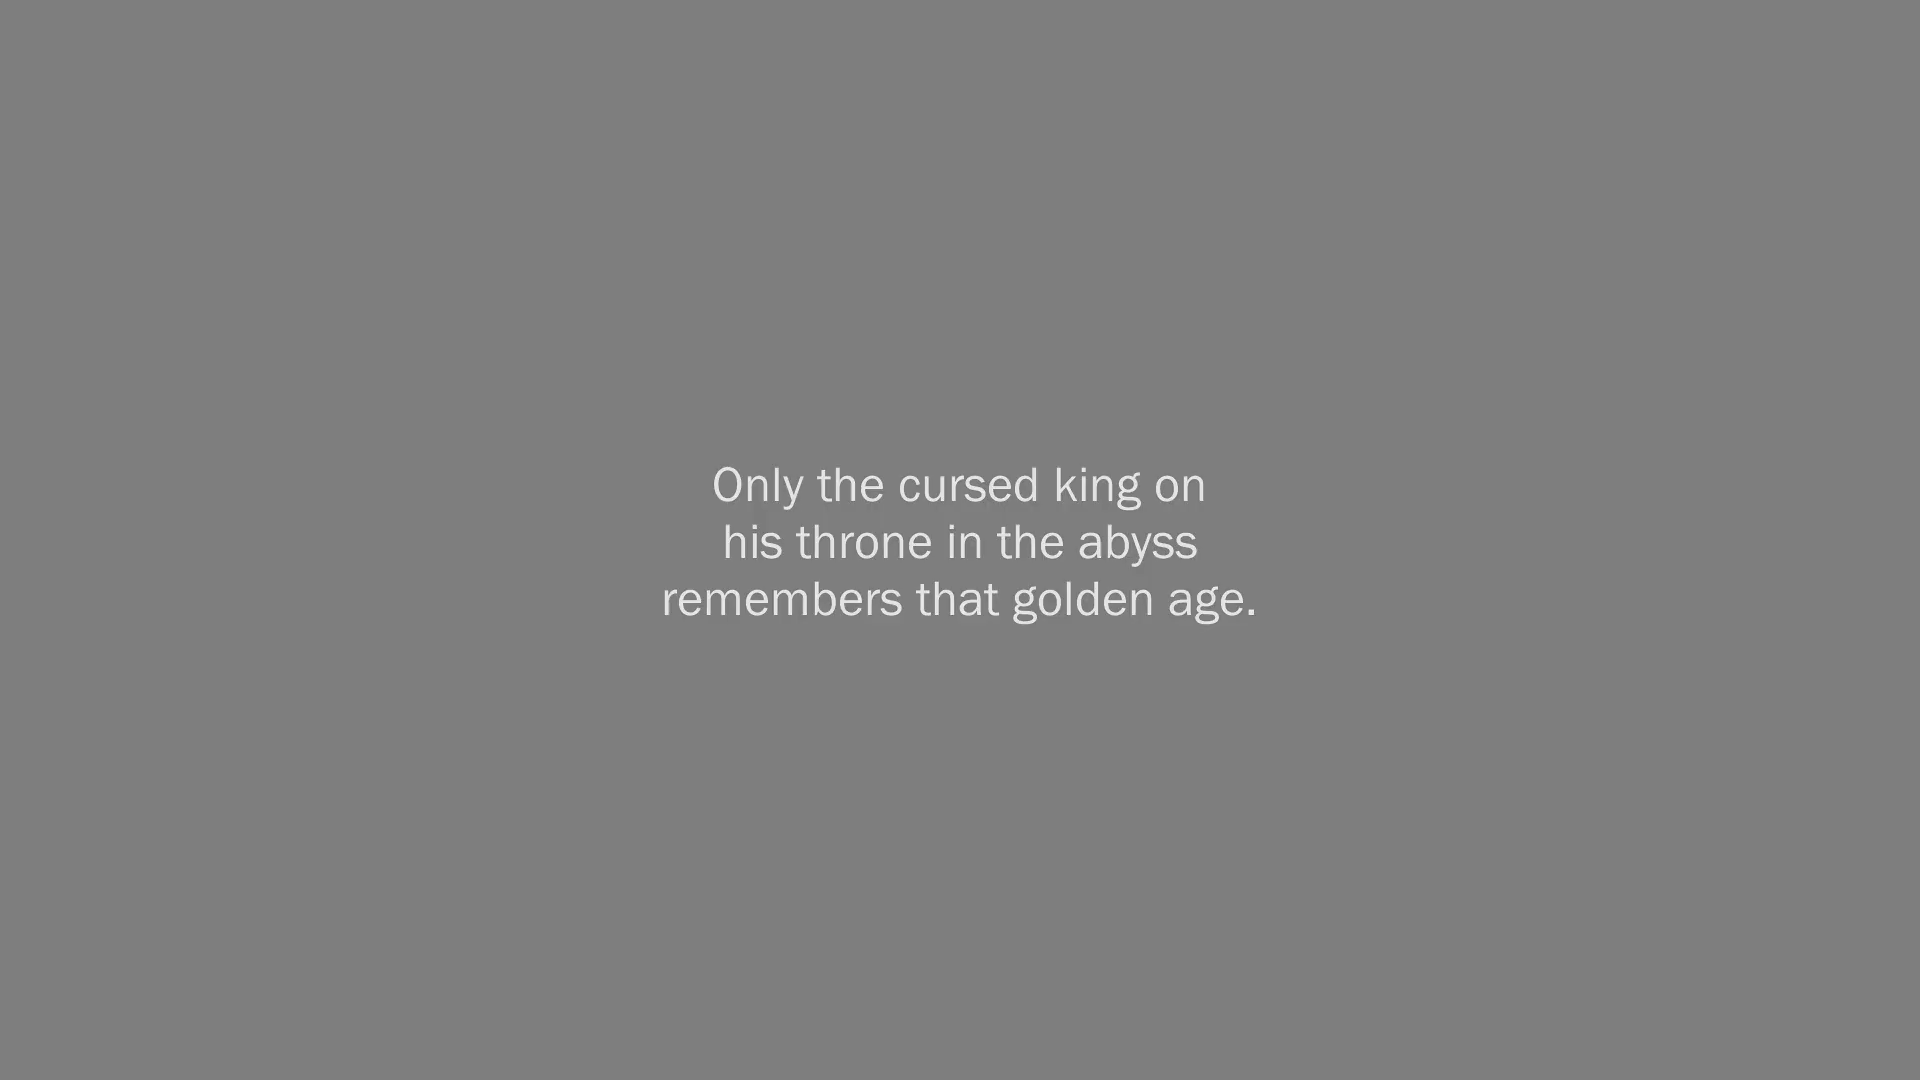 Only the cursed king on
his throne in the abyss
remembers that golden age.